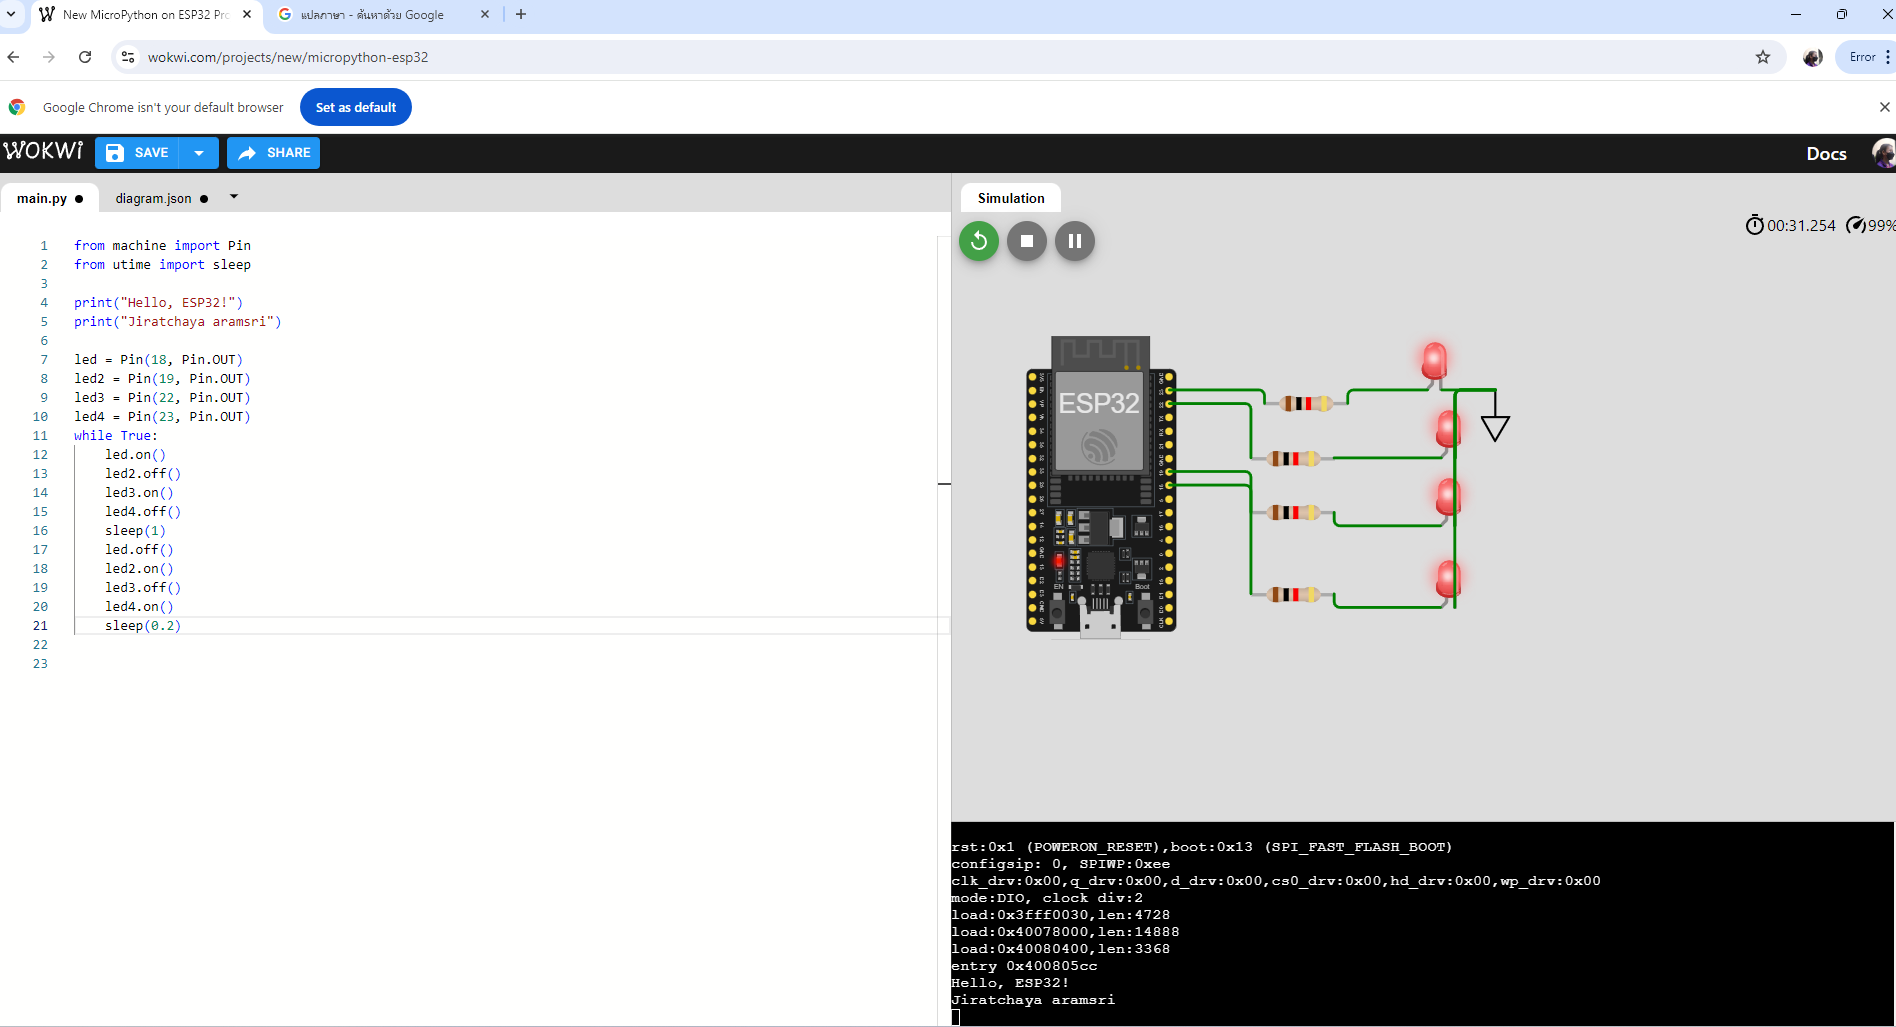 New MicroPython on ESP32 Pro
แปลภาษา - ค้นหาด้วย Google
wokwi.com/projects/new/micropython-esp32
Error
Google Chrome isn't your default browser
Set as default
WOKWI
SAVE
SHARE
Docs
main.py
diagram.json
Simulation
00:31.254
99%
1 from machine import Pin
2 from utime import sleep
3
4 print("Hello, ESP32!")
5 print("Jiratchaya aramsri")
6
7 led = Pin(18, Pin.OUT)
8 led2 = Pin(19, Pin.OUT)
9 led3 = Pin(22, Pin.OUT)
10 led4 = Pin(23, Pin.OUT)
11 while True:
12 led.on()
13 led2.off()
14 led3.on()
15 led4.off()
16 sleep(1)
17 led.off()
18 led2.on()
19 led3.off()
20 led4.on()
21 sleep(0.2)
22
23
ESP32
EN
Boot
rst:0x1 (POWERON_RESET),boot:0x13 (SPI_FAST_FLASH_BOOT)
configsip: 0, SPIWP:0xee
clk_drv:0x00,q_drv:0x00,d_drv:0x00,cs0_drv:0x00,hd_drv:0x00,wp_drv:0x00
mode:DIO, clock div:2
load:0x3fff0030,len:4728
load:0x40078000,len:14888
load:0x40080400,len:3368
entry 0x400805cc
Hello, ESP32!
Jiratchaya aramsri